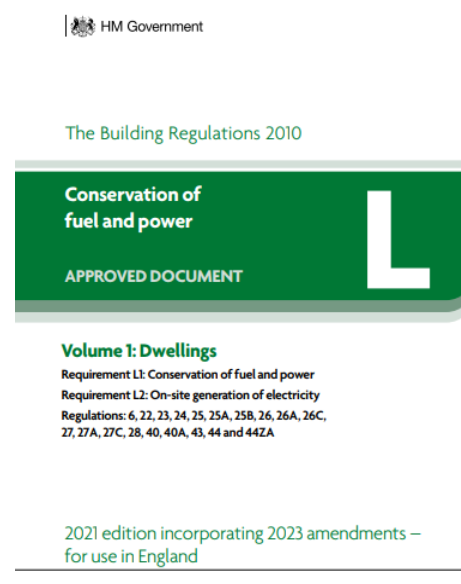 HM Government
The Building Regulations 2010
Conservation of
fuel and power
L
APPROVED DOCUMENT
Volume 1: Dwellings
Requirement L1: Conservation of fuel and power
Requirement L2: On-site generation of electricity
Regulations: 6, 22, 23, 24, 25, 25A, 25B, 26, 26A, 26C,
27, 27A, 27C, 28, 40, 40A, 43, 44 and 44ZA
2021 edition incorporating 2023 amendments –
for use in England